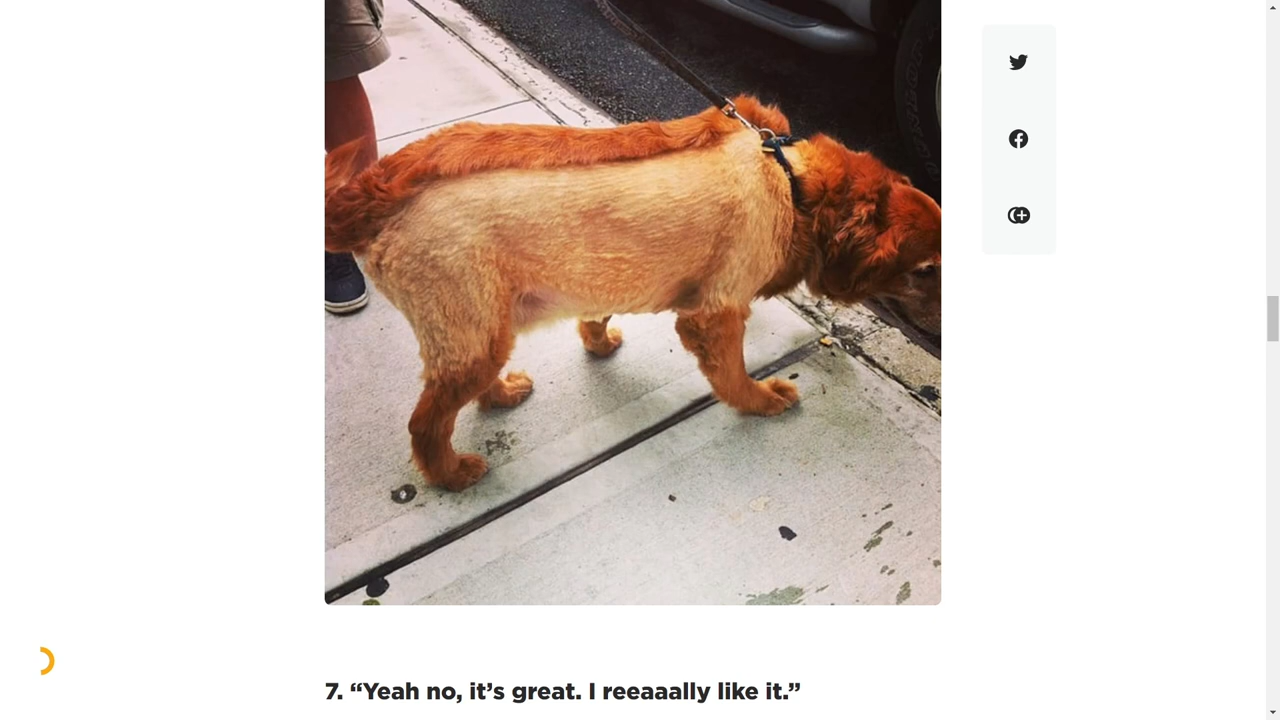 7. “Yeah no, it’s great. I reeaaally like it.”